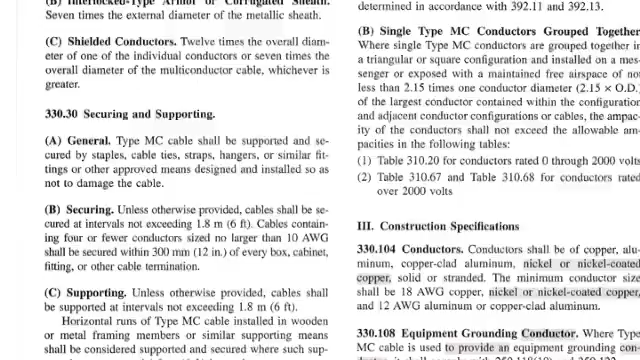 (B) Interlocked-Type Armor or Corrugated Sheath.
Seven times the external diameter of the metallic sheath.
(C) Shielded Conductors. Twelve times the overall diam-
eter of one of the individual conductors or seven times the
overall diameter of the multiconductor cable, whichever is
greater.
330.30 Securing and Supporting.
(A) General. Type MC cable shall be supported and se-
cured by staples, cable ties, straps, hangers, or similar fit-
tings or other approved means designed and installed so as
not to damage the cable.
(B) Securing. Unless otherwise provided, cables shall be se-
cured at intervals not exceeding 1.8 m (6 ft). Cables contain-
ing four or fewer conductors sized no larger than 10 AWG
shall be secured within 300 mm (12 in.) of every box, cabinet,
fitting, or other cable termination.
(C) Supporting. Unless otherwise provided, cables shall
be supported at intervals not exceeding 1.8 m (6 ft).
Horizontal runs of Type MC cable installed in wooden
or metal framing members or similar supporting means
shall be considered supported and secured where such sup-
determined in accordance with 392.11 and 392.13.
(B) Single Type MC Conductors Grouped Together
Where single Type MC conductors are grouped together in
a triangular or square configuration and installed on a mes-
senger or exposed with a maintained free airspace of not
less than 2.15 times one conductor diameter (2.15 × O.D.)
of the largest conductor contained within the configuration
and adjacent conductor configurations or cables, the ampac-
ity of the conductors shall not exceed the allowable am-
pacities in the following tables:
(1) Table 310.20 for conductors rated 0 through 2000 volts
(2) Table 310.67 and Table 310.68 for conductors rated
over 2000 volts
III. Construction Specifications
330.104 Conductors. Conductors shall be of copper, alu-
minum, copper-clad aluminum, nickel or nickel-coated
copper, solid or stranded. The minimum conductor size
shall be 18 AWG copper, nickel or nickel-coated copper,
and 12 AWG aluminum or copper-clad aluminum.
330.108 Equipment Grounding Conductor. Where Type
MC cable is used to provide an equipment grounding con-